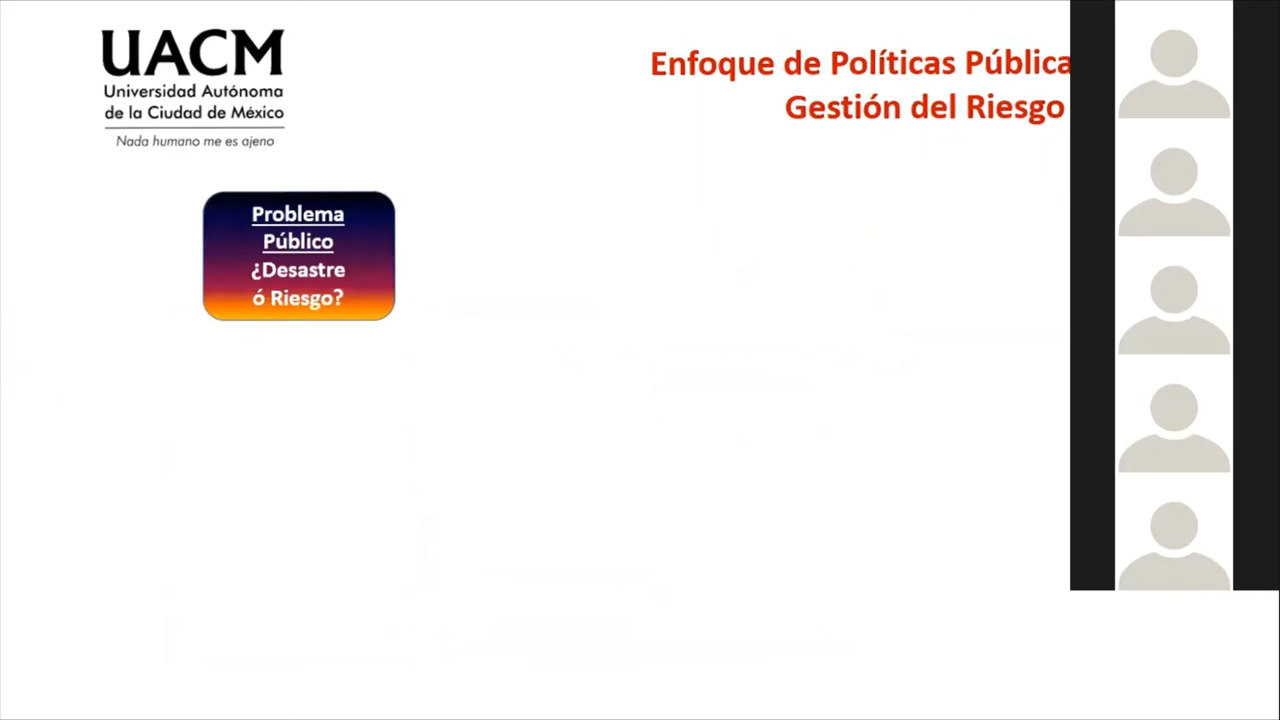 UACM
Universidad Autónoma
de la Ciudad de México
Nada humano me es ajeno
Enfoque de Políticas Pública
Gestión del Riesgo
Problema
Público
¿Desastre
ó Riesgo?